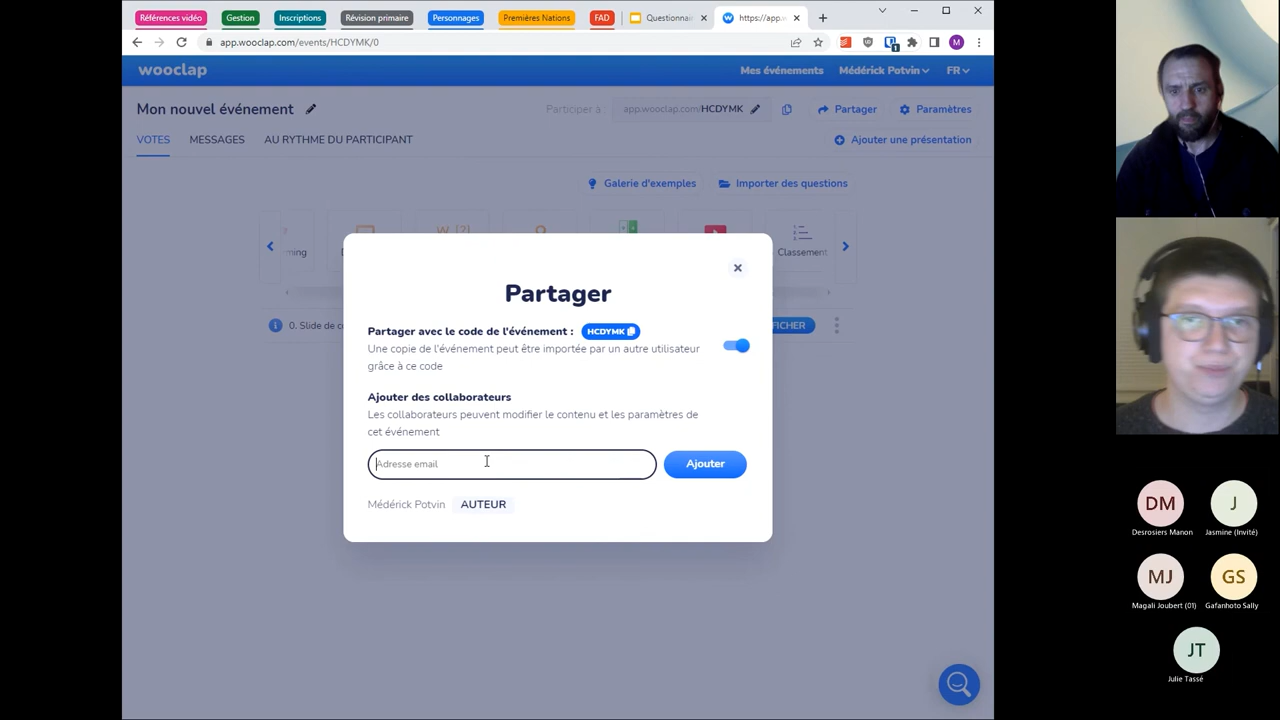 Références vidéo
Gestion
Inscriptions
Révision primaire
Personnages
Premières Nations
FAD
Questionnai
https://app.
app.wooclap.com/events/HCDYMK/0
M
wooclap
Mes événements
Médérick Potvin
FR
Mon nouvel événement
Participer à :
app.wooclap.com/HCDYMK
Partager
Paramètres
VOTES
MESSAGES
AU RYTHME DU PARTICIPANT
Ajouter une présentation
Galerie d'exemples
Importer des questions
ming
Classement
0. Slide de c
FICHER
Partager
Partager avec le code de l'événement :
HCDYMK
Une copie de l'événement peut être importée par un autre utilisateur
grâce à ce code
Ajouter des collaborateurs
Les collaborateurs peuvent modifier le contenu et les paramètres de
cet événement
Adresse email
Ajouter
Médérick Potvin
AUTEUR
DM
Desrosiers Manon
J
Jasmine (Invité)
MJ
Magali Joubert (01)
GS
Gafanhoto Sally
JT
Julie Tassé